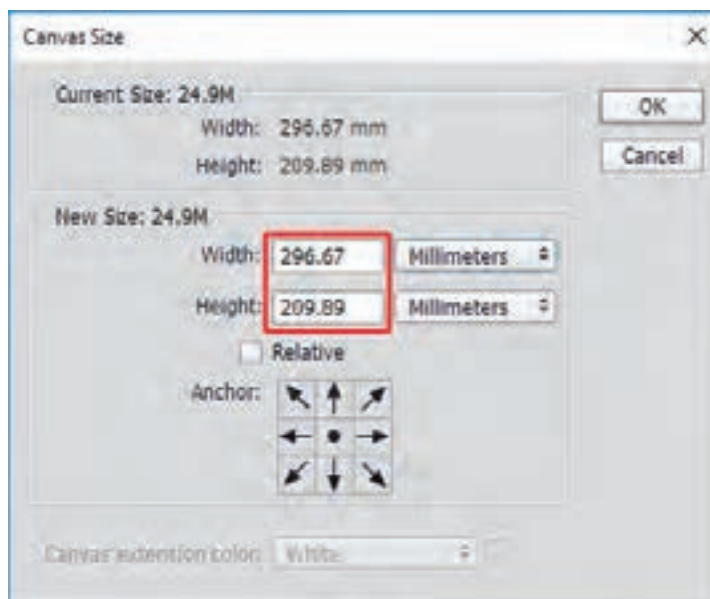 Canvas Size
Current Size: 24.9M
Width: 296.67 mm
Height: 209.89 mm
OK
Cancel
New Size: 24.9M
Width: 296.67 Millimeters
Height: 209.89 Millimeters
Relative
Anchor:
Canvas extention color: White